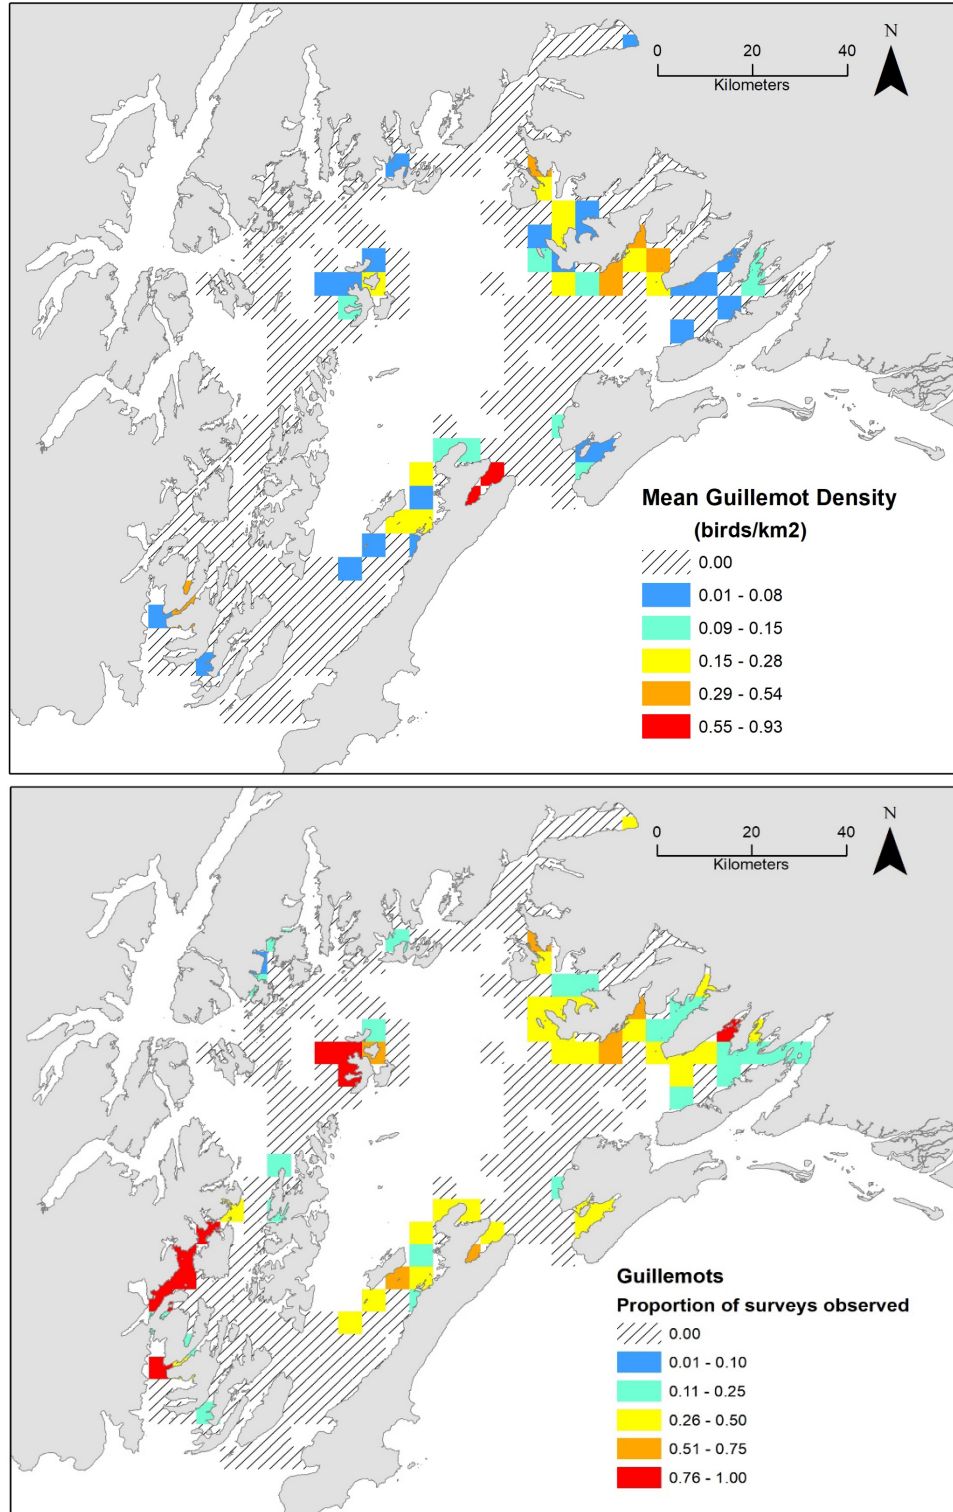 N
0 20 40
Kilometers
Mean Guillemot Density
(birds/km2)
0.00
0.01 - 0.08
0.09 - 0.15
0.15 - 0.28
0.29 - 0.54
0.55 - 0.93
N
0 20 40
Kilometers
Guillemots
Proportion of surveys observed
0.00
0.01 - 0.10
0.11 - 0.25
0.26 - 0.50
0.51 - 0.75
0.76 - 1.00